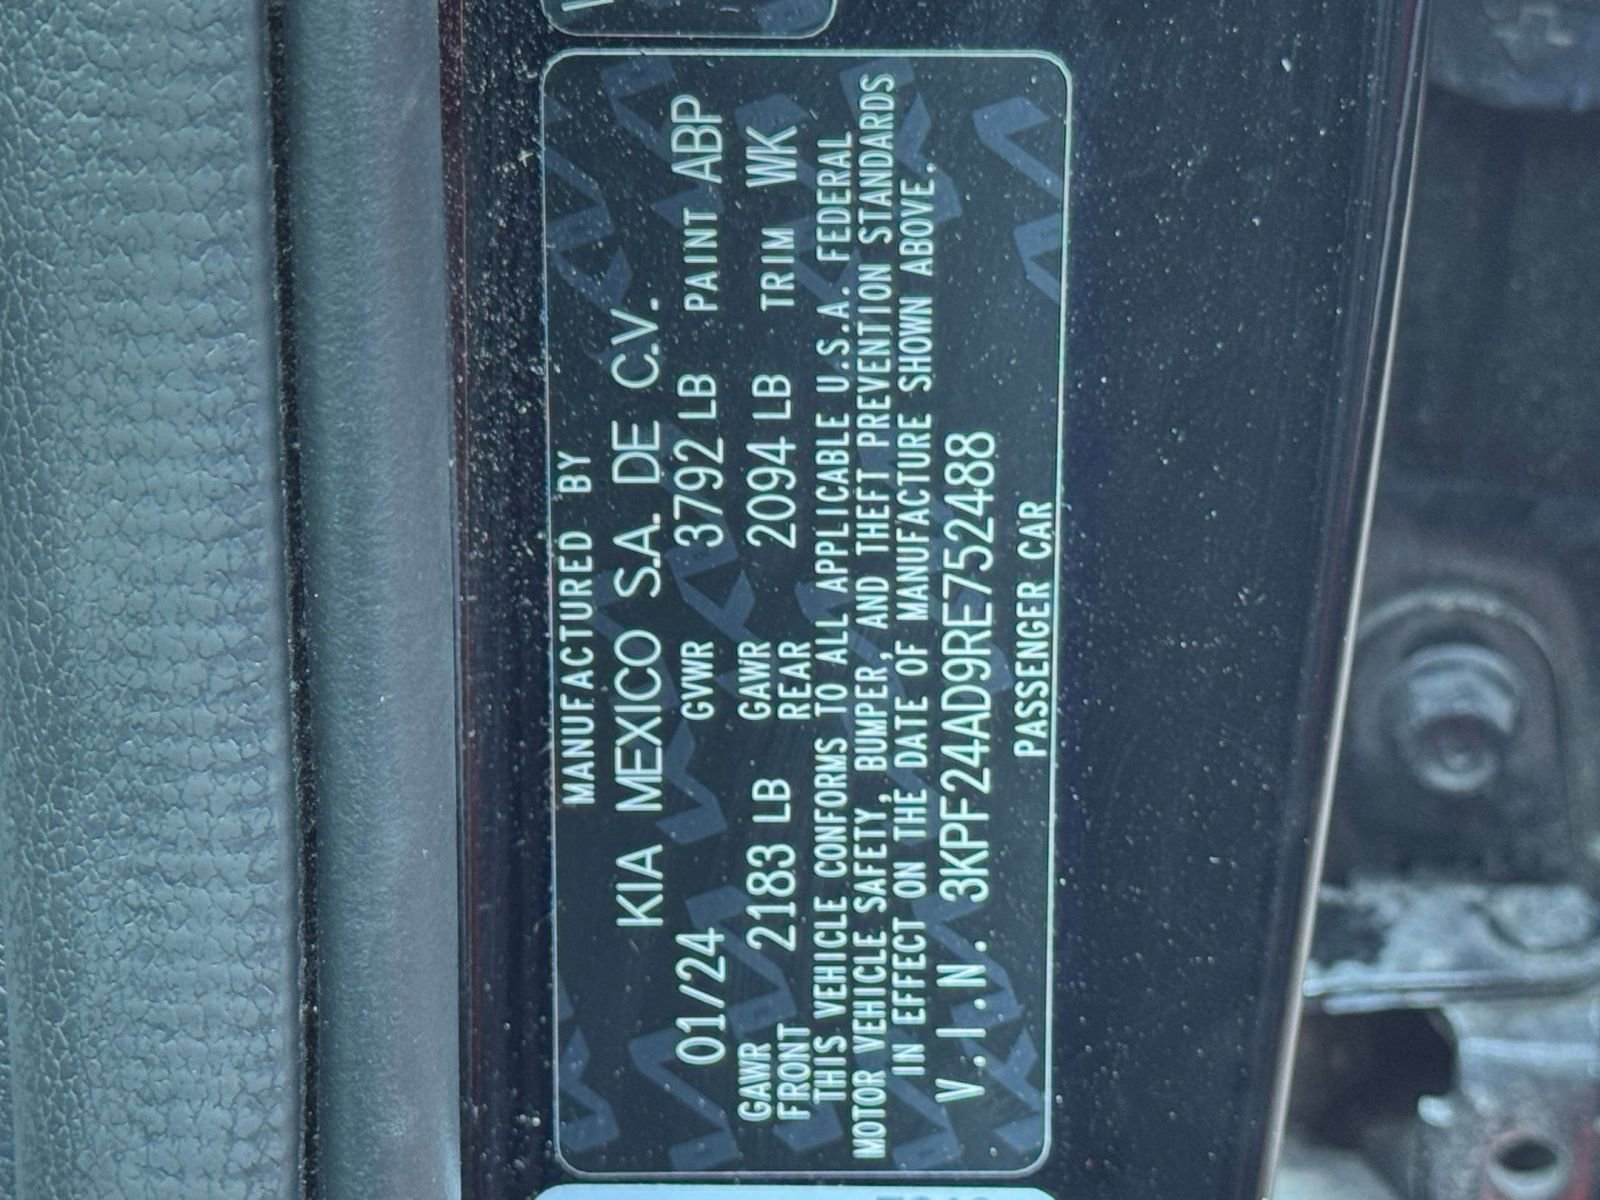 MANUFACTURED BY
KIA MEXICO S.A. DE C.V.
01/24 GVWR 3792 LB PAINT ABP
GAWR FRONT 2183 LB GAWR REAR 2094 LB TRIM WK
THIS VEHICLE CONFORMS TO ALL APPLICABLE U.S.A. FEDERAL
MOTOR VEHICLE SAFETY, BUMPER, AND THEFT PREVENTION STANDARDS
IN EFFECT ON THE DATE OF MANUFACTURE SHOWN ABOVE.
V.I.N. 3KPF24AD9RE752488
PASSENGER CAR